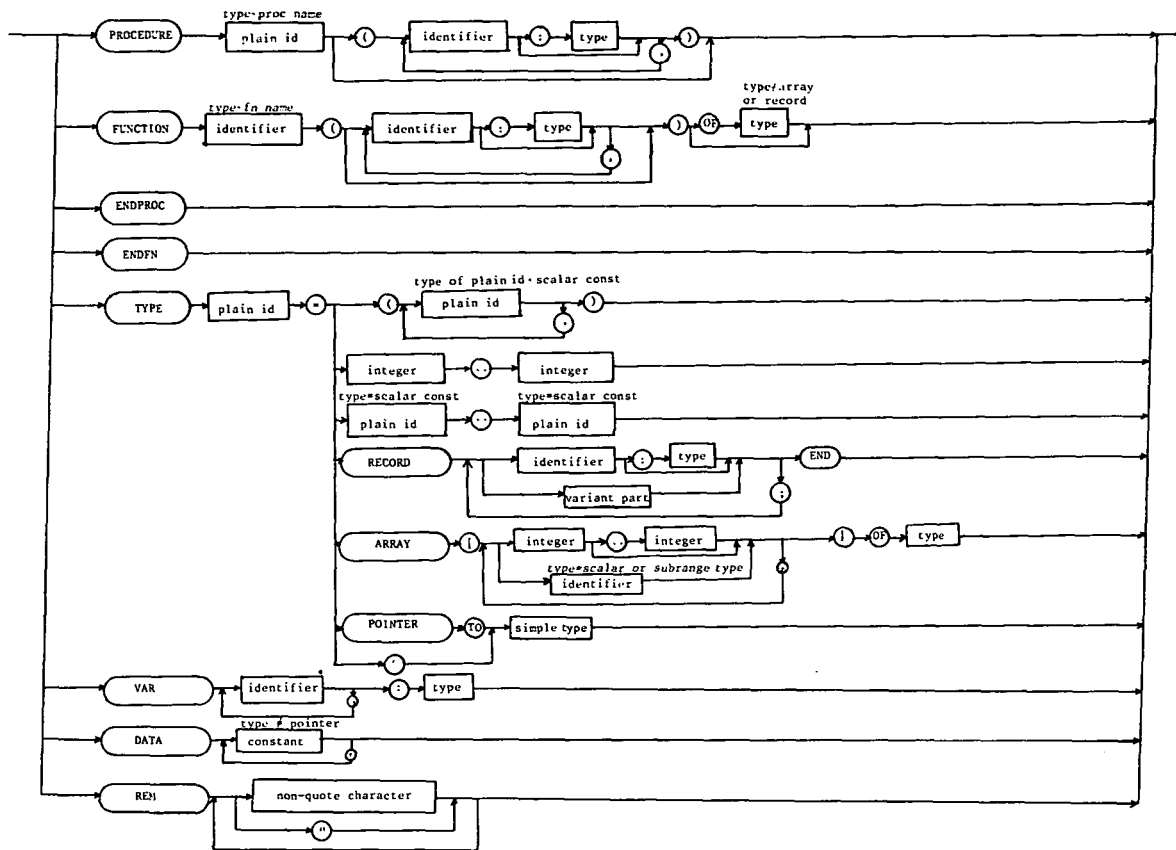 type=proc name
PROCEDURE plain id ( identifier : type , )
type=fn name
type≠array
or record
FUNCTION identifier ( identifier : type , ) OF type
ENDPROC
ENDFN
type of plain id = scalar const
TYPE plain id = ( plain id , )
integer .. integer
type=scalar const type=scalar const
plain id .. plain id
RECORD identifier : type ; END
variant part
ARRAY [ integer .. integer , ] OF type
type=scalar or subrange type
identifier
POINTER TO simple type
'
VAR identifier , : type
type ≠ pointer
DATA constant ,
REM non-quote character
"